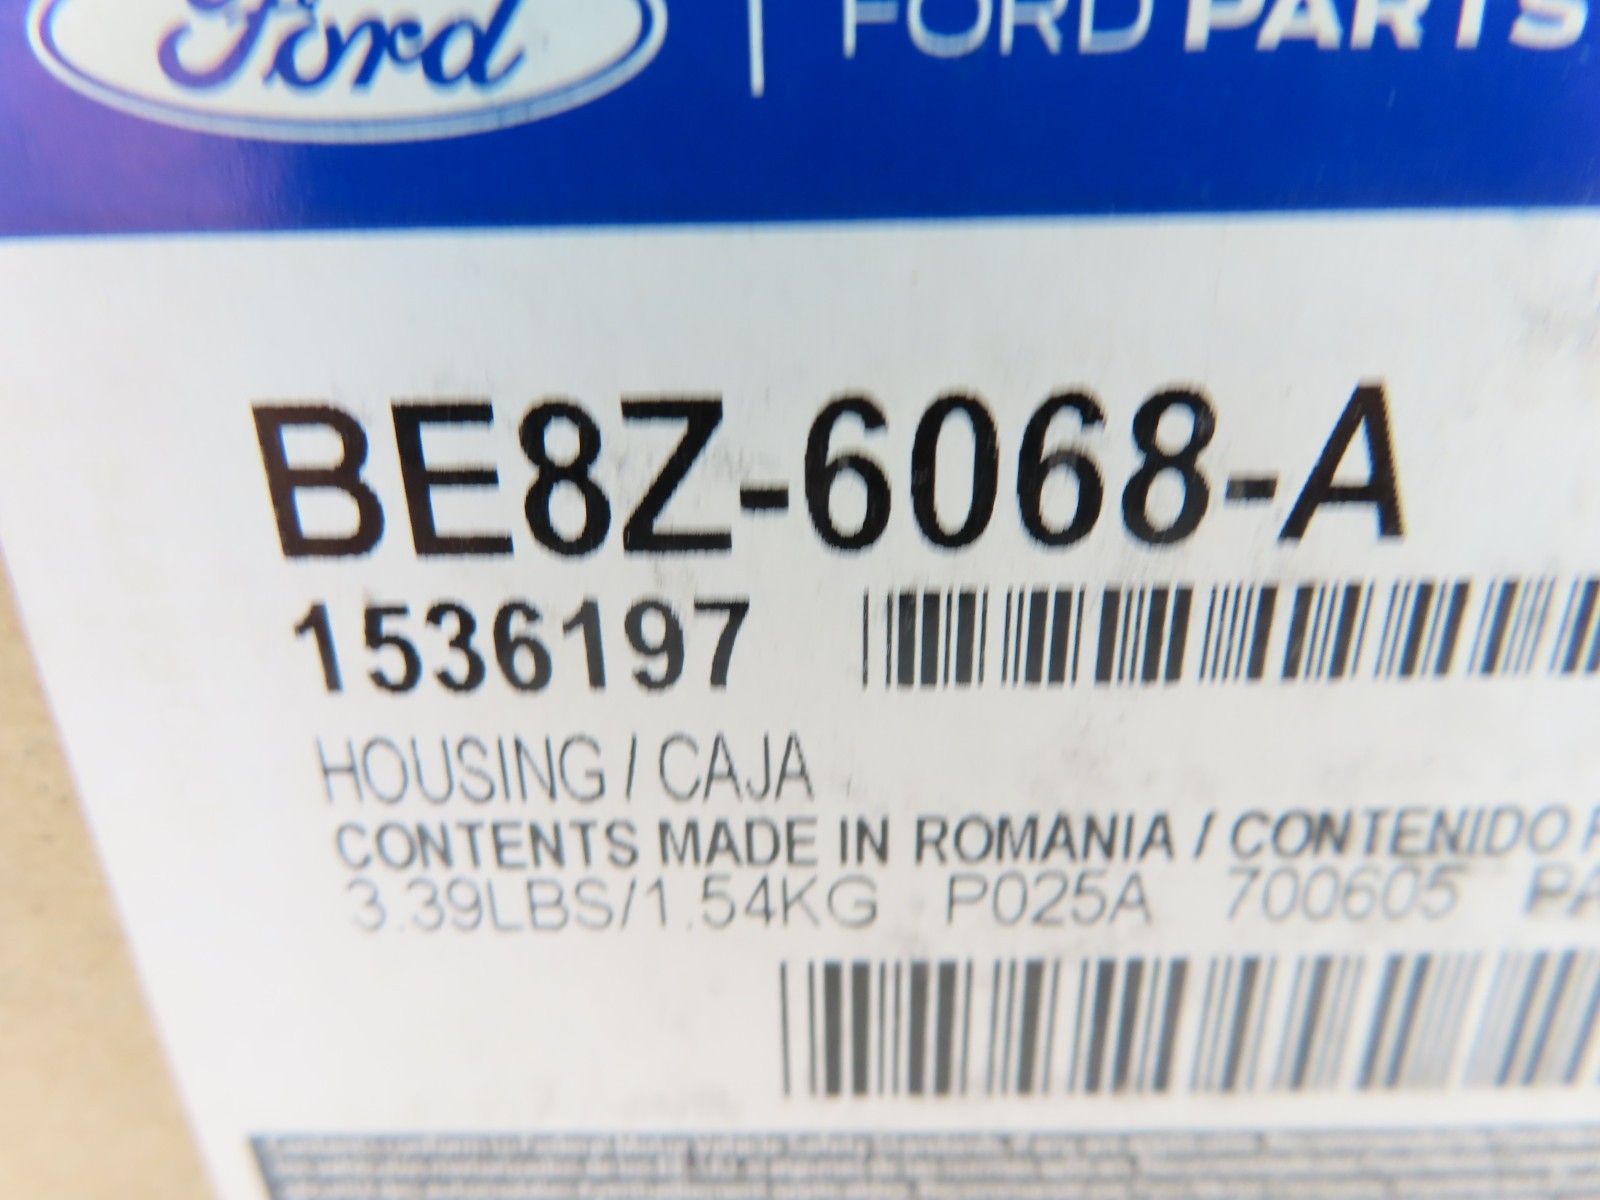 Ford FORD PARTS
BE8Z-6068-A
1536197
HOUSING / CAJA
CONTENTS MADE IN ROMANIA / CONTENIDO
3.39LBS/1.54KG P025A 700605